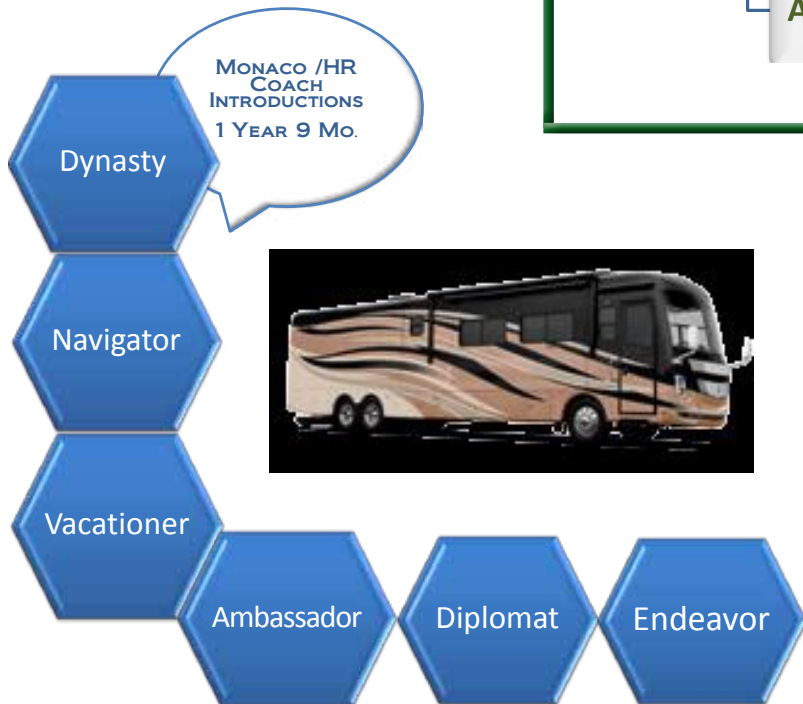 MONACO /HR
COACH
INTRODUCTIONS
1 YEAR 9 MO.
Dynasty
Navigator
Vacationer
Ambassador
Diplomat
Endeavor